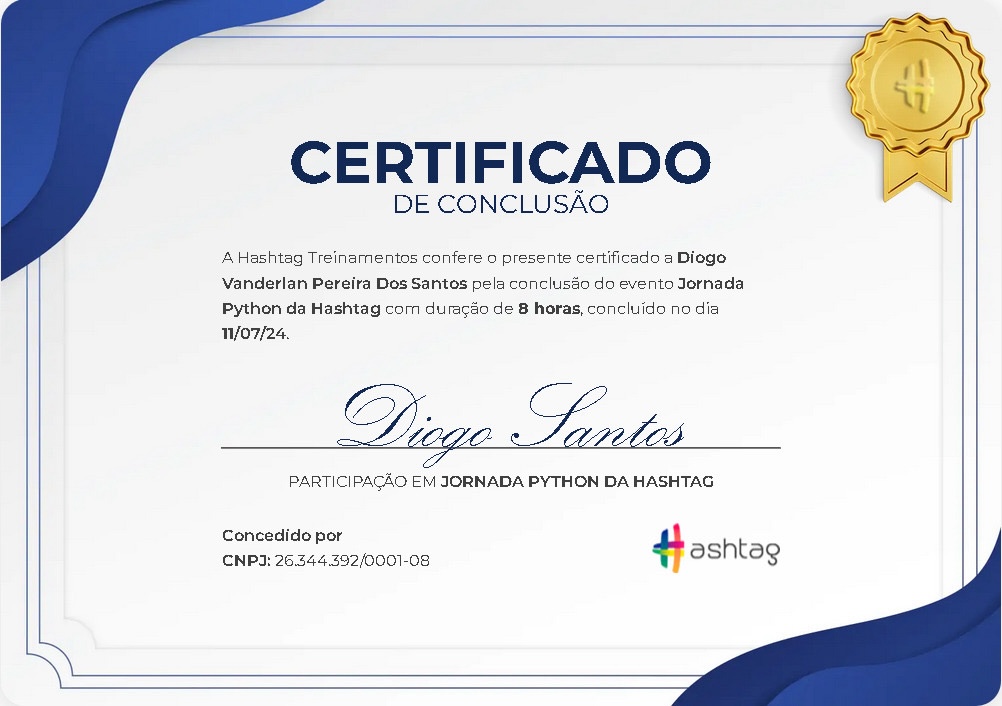 CERTIFICADO
DE CONCLUSÃO
A Hashtag Treinamentos confere o presente certificado a Diogo
Vanderlan Pereira Dos Santos pela conclusão do evento Jornada
Python da Hashtag com duração de 8 horas, concluído no dia
11/07/24.
Diogo Santos
PARTICIPAÇÃO EM JORNADA PYTHON DA HASHTAG
Concedido por
CNPJ: 26.344.392/0001-08
ashtag